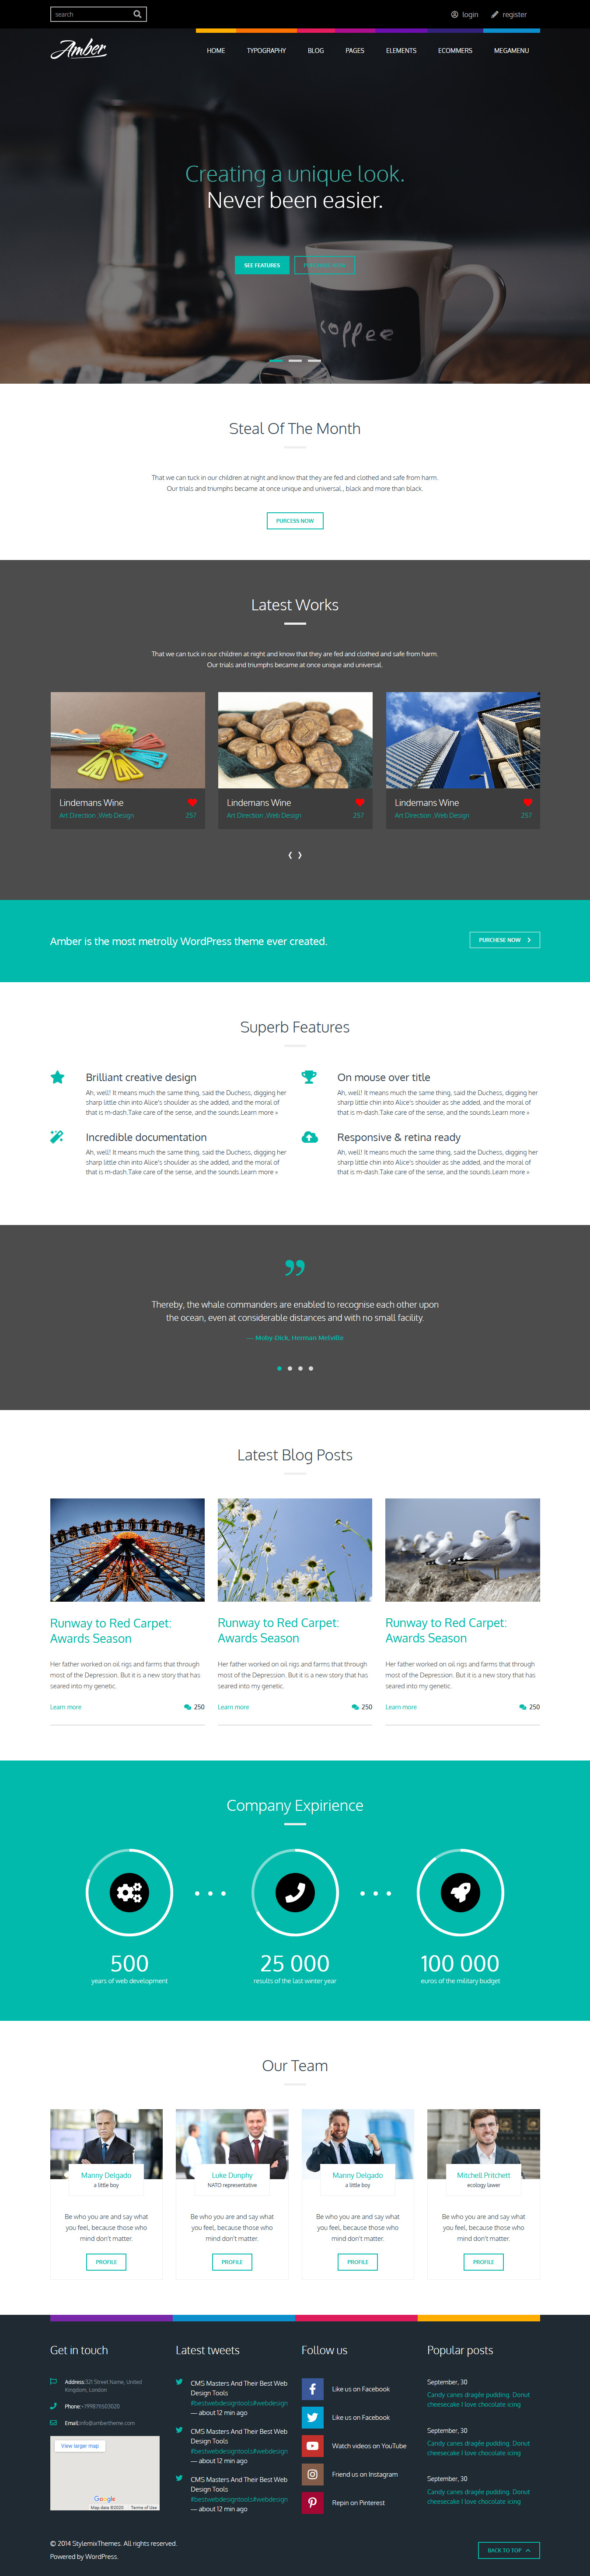 search
login
register
Amber
HOME
TYPOGRAPHY
BLOG
PAGES
ELEMENTS
ECOMMERS
MEGAMENU
Creating a unique look.
Never been easier.
SEE FEATURES
coffee
Steal Of The Month
That we can tuck in our children at night and know that they are fed and clothed and safe from harm.
Our trials and triumphs became at once unique and universal., black and more than black.
PURCESS NOW
Latest Works
That we can tuck in our children at night and know that they are fed and clothed and safe from harm.
Our trials and triumphs became at once unique and universal.
Lindemans Wine
Art Direction ,Web Design
257
Lindemans Wine
Art Direction ,Web Design
257
Lindemans Wine
Art Direction ,Web Design
257
Amber is the most metrolly WordPress theme ever created.
PURCHESE NOW
Superb Features
Brilliant creative design
Ah, well! It means much the same thing, said the Duchess, digging her
sharp little chin into Alice's shoulder as she added, and the moral of
that is m-dash.Take care of the sense, and the sounds.Learn more »
On mouse over title
Ah, well! It means much the same thing, said the Duchess, digging her
sharp little chin into Alice's shoulder as she added, and the moral of
that is m-dash.Take care of the sense, and the sounds.Learn more »
Incredible documentation
Ah, well! It means much the same thing, said the Duchess, digging her
sharp little chin into Alice's shoulder as she added, and the moral of
that is m-dash.Take care of the sense, and the sounds.Learn more »
Responsive & retina ready
Ah, well! It means much the same thing, said the Duchess, digging her
sharp little chin into Alice's shoulder as she added, and the moral of
that is m-dash.Take care of the sense, and the sounds.Learn more »
Thereby, the whale commanders are enabled to recognise each other upon
the ocean, even at considerable distances and with no small facility.
— Moby-Dick, Herman Melville
Latest Blog Posts
Runway to Red Carpet:
Awards Season
Her father worked on oil rigs and farms that through
most of the Depression. But it is a new story that has
seared into my genetic.
Learn more
250
Runway to Red Carpet:
Awards Season
Her father worked on oil rigs and farms that through
most of the Depression. But it is a new story that has
seared into my genetic.
Learn more
250
Runway to Red Carpet:
Awards Season
Her father worked on oil rigs and farms that through
most of the Depression. But it is a new story that has
seared into my genetic.
Learn more
250
Company Expirience
500
years of web development
25 000
results of the last winter year
100 000
euros of the military budget
Our Team
Manny Delgado
a little boy
Be who you are and say what
you feel, because those who
mind don't matter.
PROFILE
Luke Dunphy
NATO representative
Be who you are and say what
you feel, because those who
mind don't matter.
PROFILE
Manny Delgado
a little boy
Be who you are and say what
you feel, because those who
mind don't matter.
PROFILE
Mitchell Pritchett
ecology lawer
Be who you are and say what
you feel, because those who
mind don't matter.
PROFILE
Get in touch
Address:321 Street Name, United
Kingdom, London
Phone:+1998711503020
Email:info@ambertheme.com
View larger map
Google
Map data ©2020
Terms of Use
Latest tweets
CMS Masters And Their Best Web
Design Tools
#bestwebdesigntools#webdesign
— about 12 min ago
CMS Masters And Their Best Web
Design Tools
#bestwebdesigntools#webdesign
— about 12 min ago
CMS Masters And Their Best Web
Design Tools
#bestwebdesigntools#webdesign
— about 12 min ago
Follow us
Like us on Facebook
Like us on Facebook
Watch videos on YouTube
Friend us on Instagram
Repin on Pinterest
Popular posts
September, 30
Candy canes dragée pudding. Donut
cheesecake I love chocolate icing
September, 30
Candy canes dragée pudding. Donut
cheesecake I love chocolate icing
September, 30
Candy canes dragée pudding. Donut
cheesecake I love chocolate icing
© 2014 StylemixThemes. All rights reserved.
Powered by WordPress.
BACK TO TOP